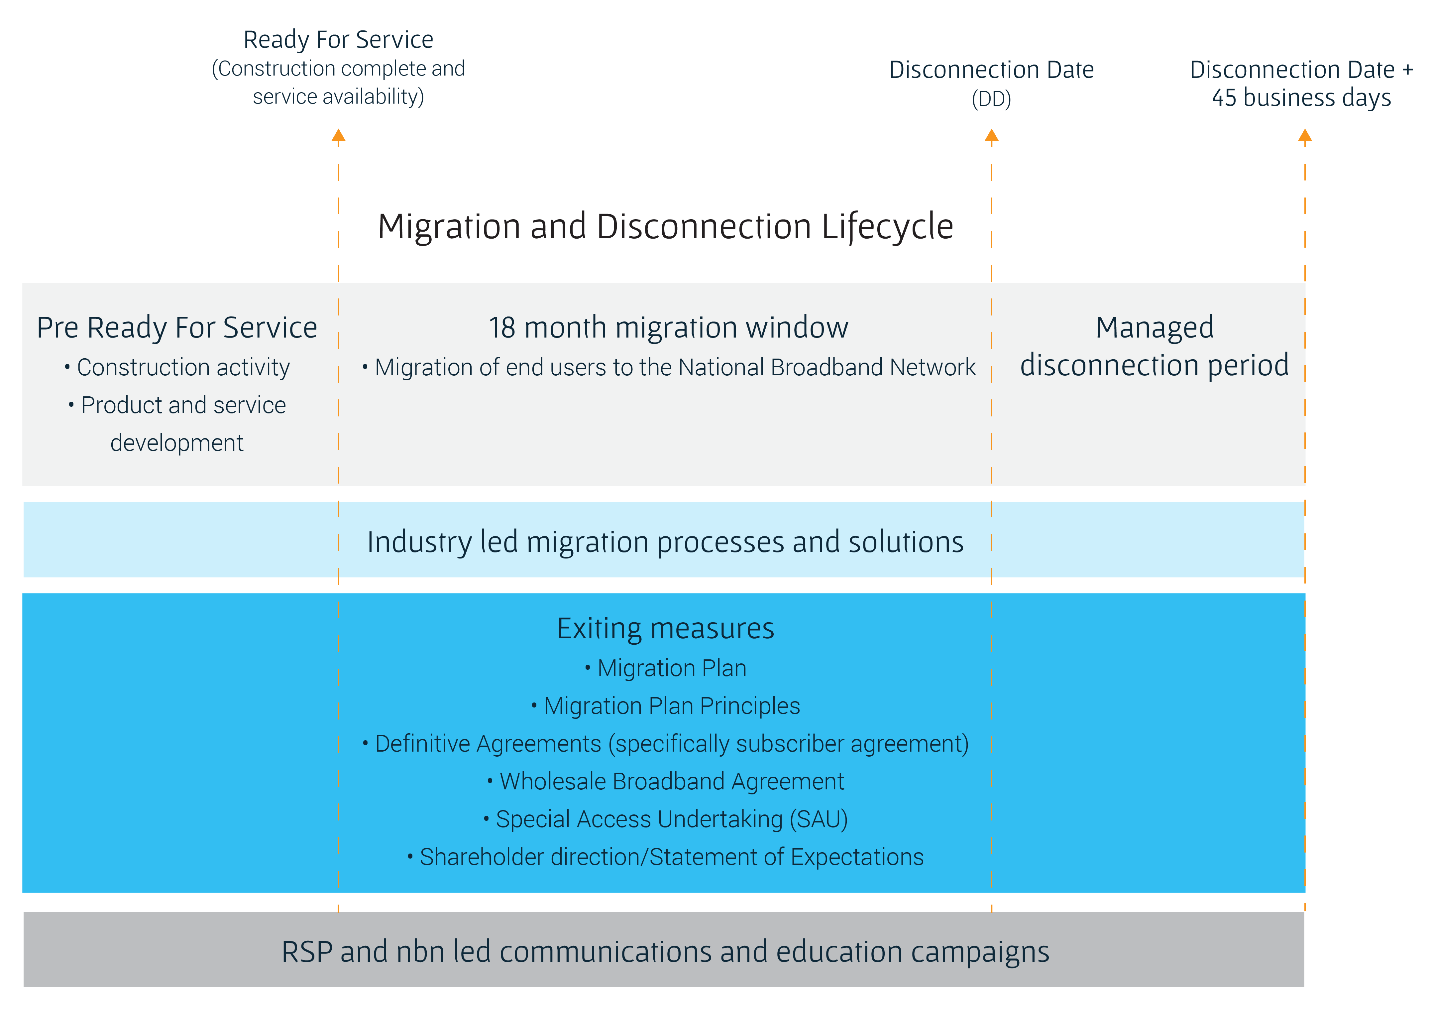 Ready For Service
(Construction complete and
service availability)
Disconnection Date
(DD)
Disconnection Date +
45 business days
Migration and Disconnection Lifecycle
Pre Ready For Service
• Construction activity
• Product and service
development
18 month migration window
• Migration of end users to the National Broadband Network
Managed
disconnection period
Industry led migration processes and solutions
Exiting measures
• Migration Plan
• Migration Plan Principles
• Definitive Agreements (specifically subscriber agreement)
• Wholesale Broadband Agreement
• Special Access Undertaking (SAU)
• Shareholder direction/Statement of Expectations
RSP and nbn led communications and education campaigns